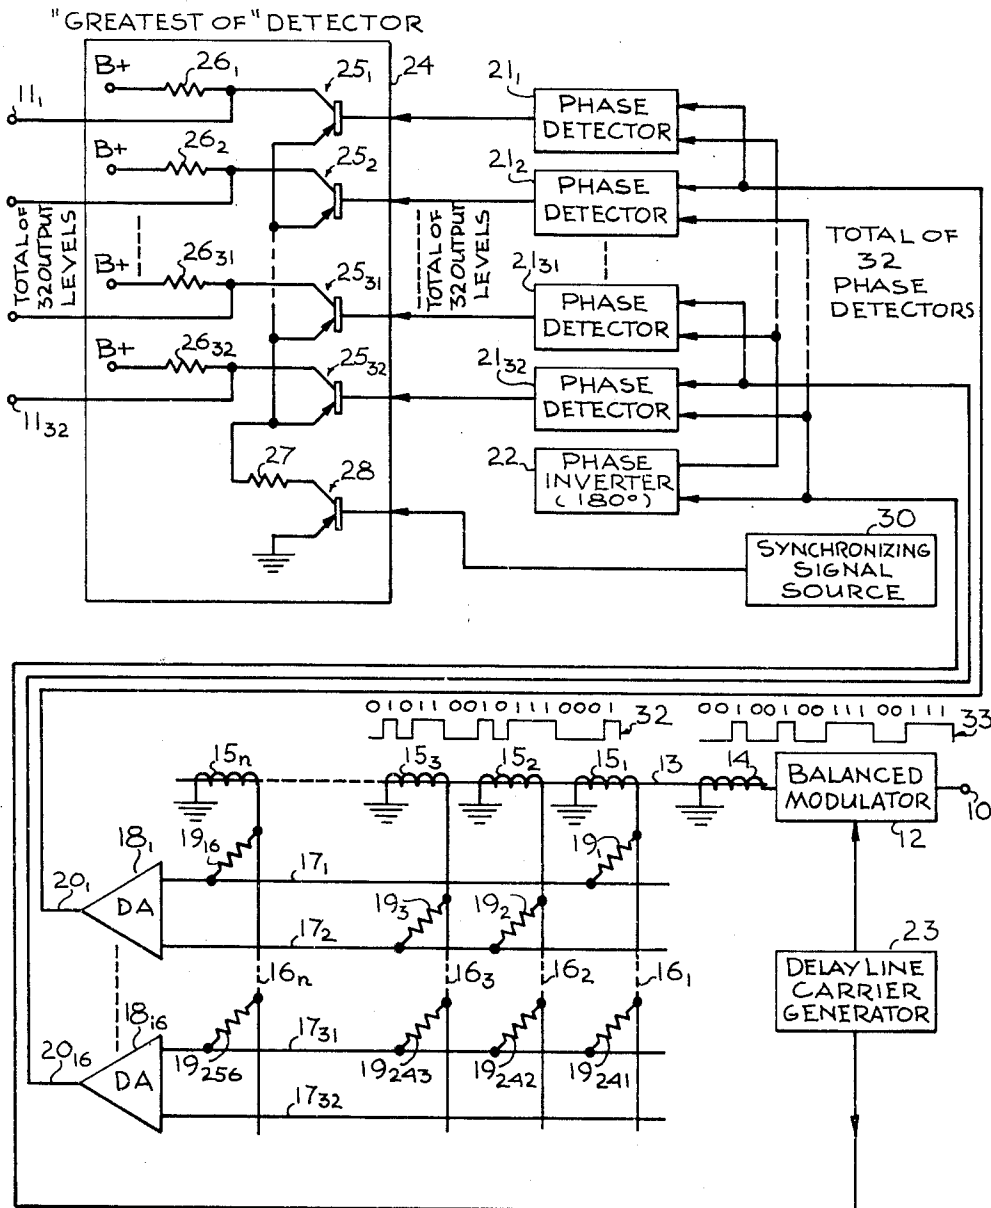 "GREATEST OF" DETECTOR
B+
26₁
25₁
24
11₁
B+
26₂
25₂
TOTAL OF
32 OUTPUT
LEVELS
B+
26₃₁
25₃₁
TOTAL OF
32 OUTPUT
LEVELS
B+
26₃₂
25₃₂
11₃₂
27
28
21₁
PHASE
DETECTOR
21₂
PHASE
DETECTOR
21₃₁
PHASE
DETECTOR
21₃₂
PHASE
DETECTOR
22
PHASE
INVERTER
(180°)
TOTAL OF
32
PHASE
DETECTORS
30
SYNCHRONIZING
SIGNAL
SOURCE
0 1 0 1 1 0 0 1 0 1 1 1 0 0 0 1
32
0 0 1 0 0 1 0 0 1 1 1 0 0 1 1 1
33
15ₙ
15₃
15₂
15₁
13
14
BALANCED
MODULATOR
10
12
19₁₆
19₁
18₁
17₁
20₁
DA
19₃
19₂
17₂
16ₙ
16₃
16₂
16₁
23
DELAY LINE
CARRIER
GENERATOR
18₁₆
17₃₁
20₁₆
DA
19₂₅₆
19₂₄₃
19₂₄₂
19₂₄₁
17₃₂